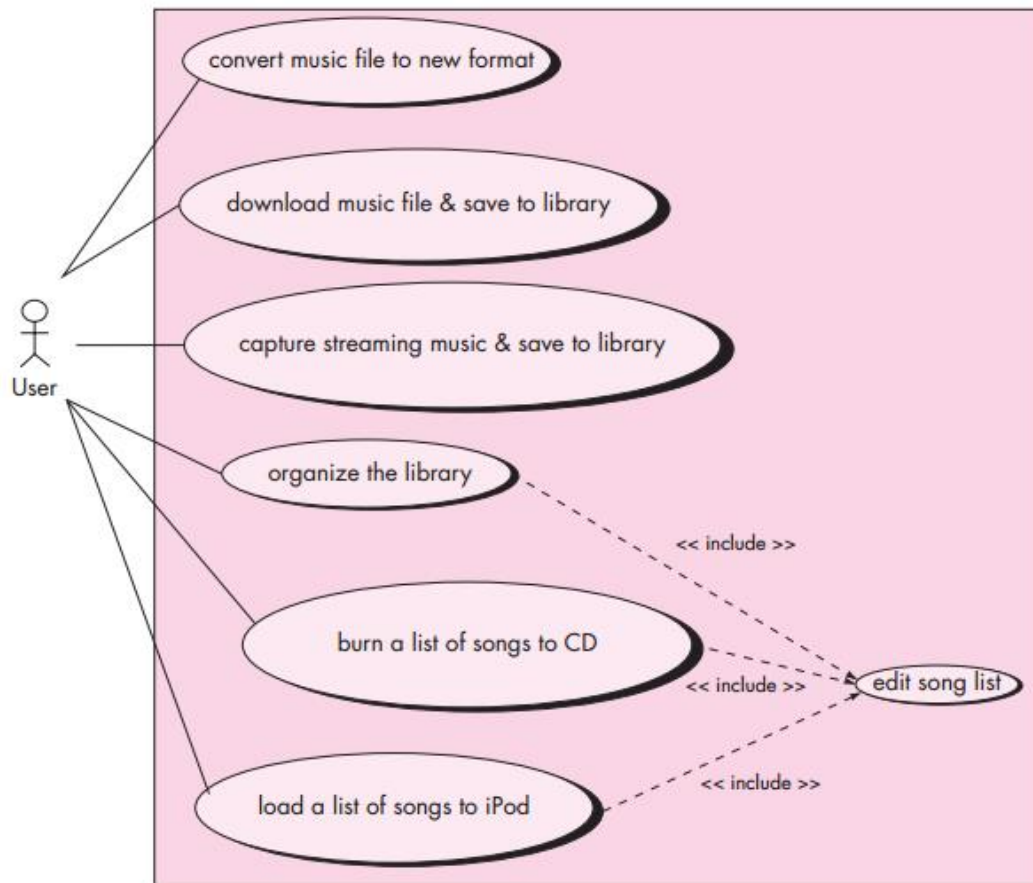 convert music file to new format
download music file & save to library
capture streaming music & save to library
User
organize the library
<< include >>
burn a list of songs to CD
edit song list
<< include >>
<< include >>
load a list of songs to iPod